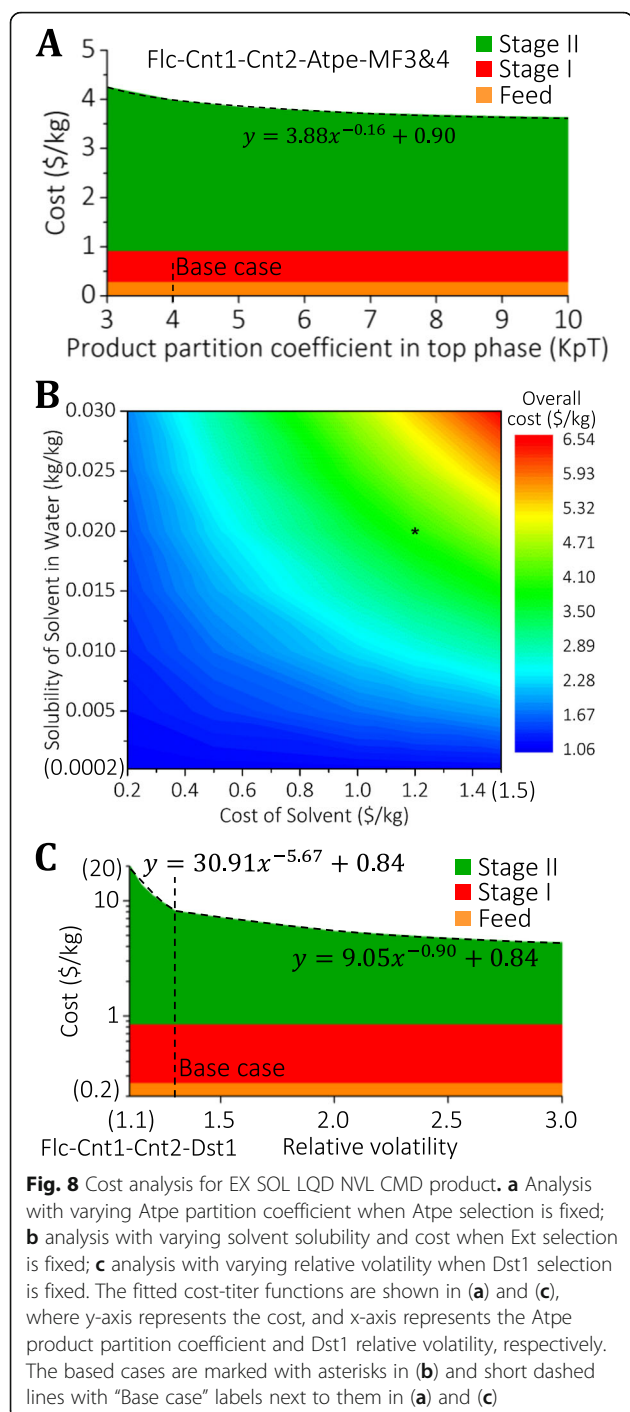 A
Flc-Cnt1-Cnt2-Atpe-MF3&4
Stage II
Stage I
Feed
y = 3.88x^−0.16 + 0.90
Base case
Cost ($/kg)
5
4
3
2
1
0
3 4 5 6 7 8 9 10
Product partition coefficient in top phase (KpT)
B
Overall
cost ($/kg)
6.54
5.93
5.32
4.71
4.10
3.50
2.89
2.28
1.67
1.06
Solubility of Solvent in Water (kg/kg)
0.030
0.025
0.020
0.015
0.010
0.005
(0.0002)
*
0.2 0.4 0.6 0.8 1.0 1.2 1.4 (1.5)
Cost of Solvent ($/kg)
C
y = 30.91x^−5.67 + 0.84
Stage II
Stage I
Feed
y = 9.05x^−0.90 + 0.84
Base case
Cost ($/kg)
(20)
10
1
(0.2)
(1.1) 1.5 2.0 2.5 3.0
Flc-Cnt1-Cnt2-Dst1 Relative volatility
Fig. 8 Cost analysis for EX SOL LQD NVL CMD product. a Analysis
with varying Atpe partition coefficient when Atpe selection is fixed;
b analysis with varying solvent solubility and cost when Ext selection
is fixed; c analysis with varying relative volatility when Dst1 selection
is fixed. The fitted cost-titer functions are shown in (a) and (c),
where y-axis represents the cost, and x-axis represents the Atpe
product partition coefficient and Dst1 relative volatility, respectively.
The based cases are marked with asterisks in (b) and short dashed
lines with "Base case" labels next to them in (a) and (c)